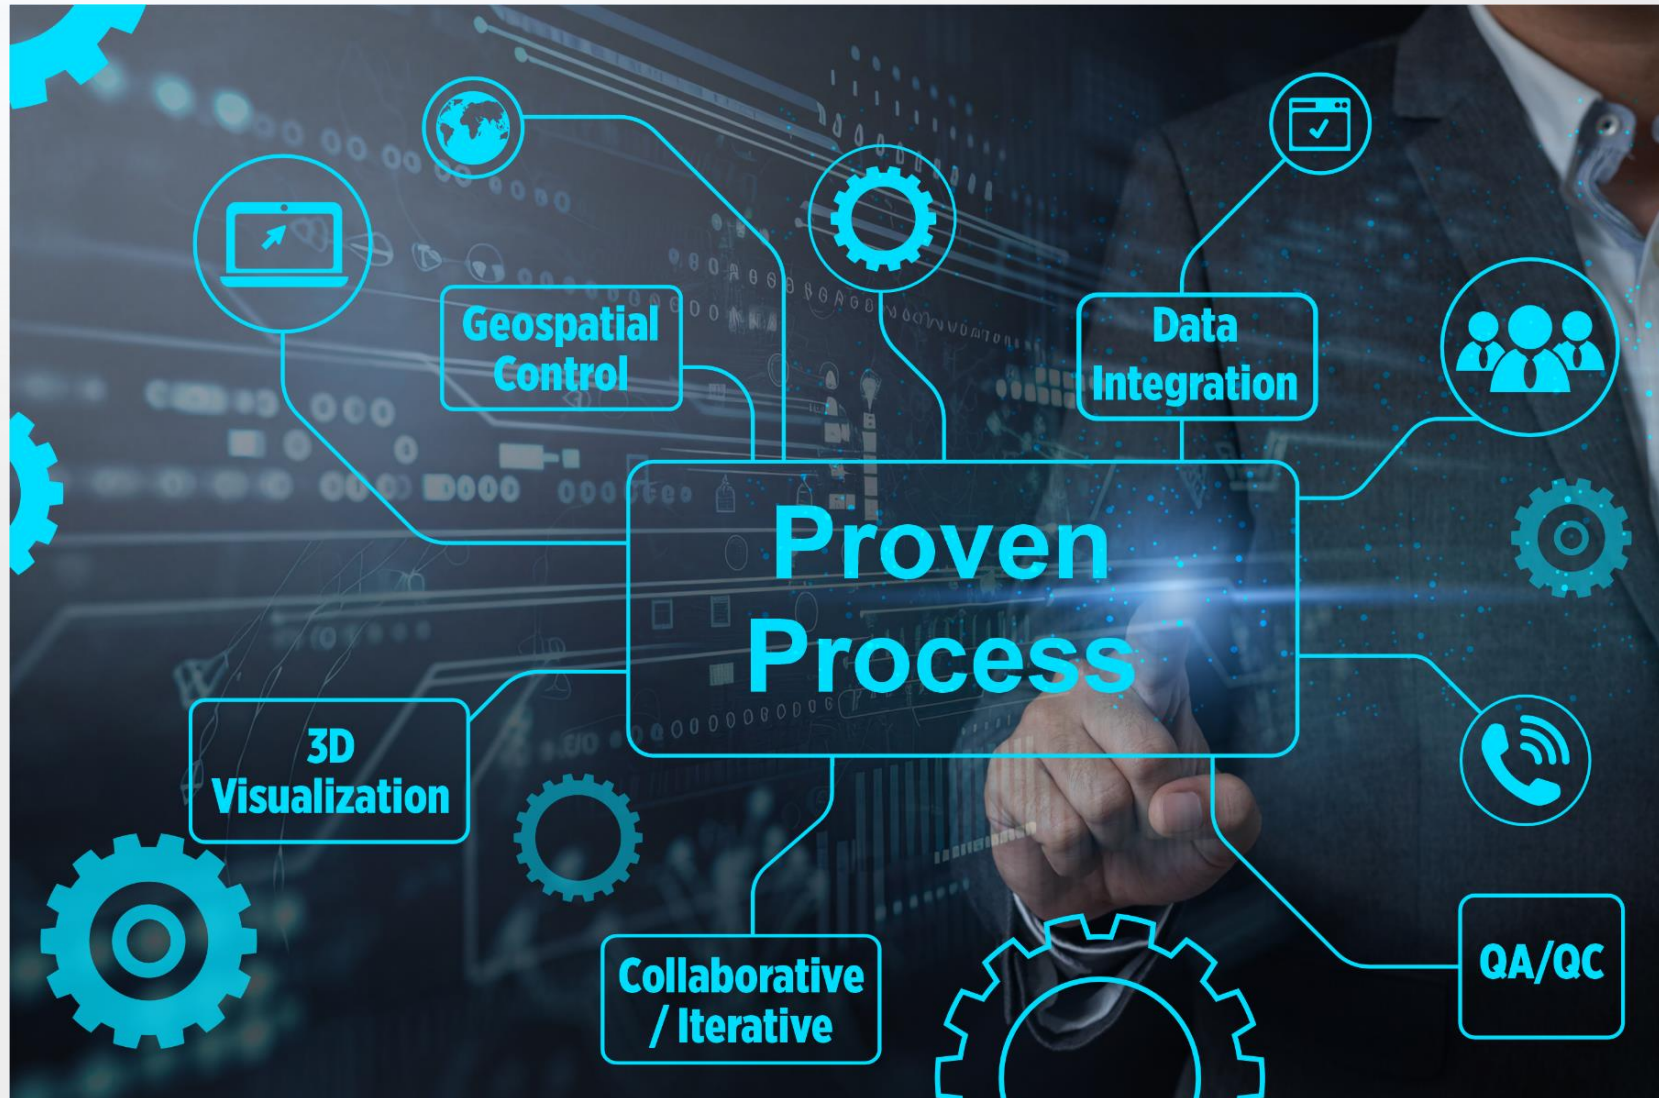 Geospatial
Control
Data
Integration
Proven
Process
3D
Visualization
Collaborative
/ Iterative
QA/QC